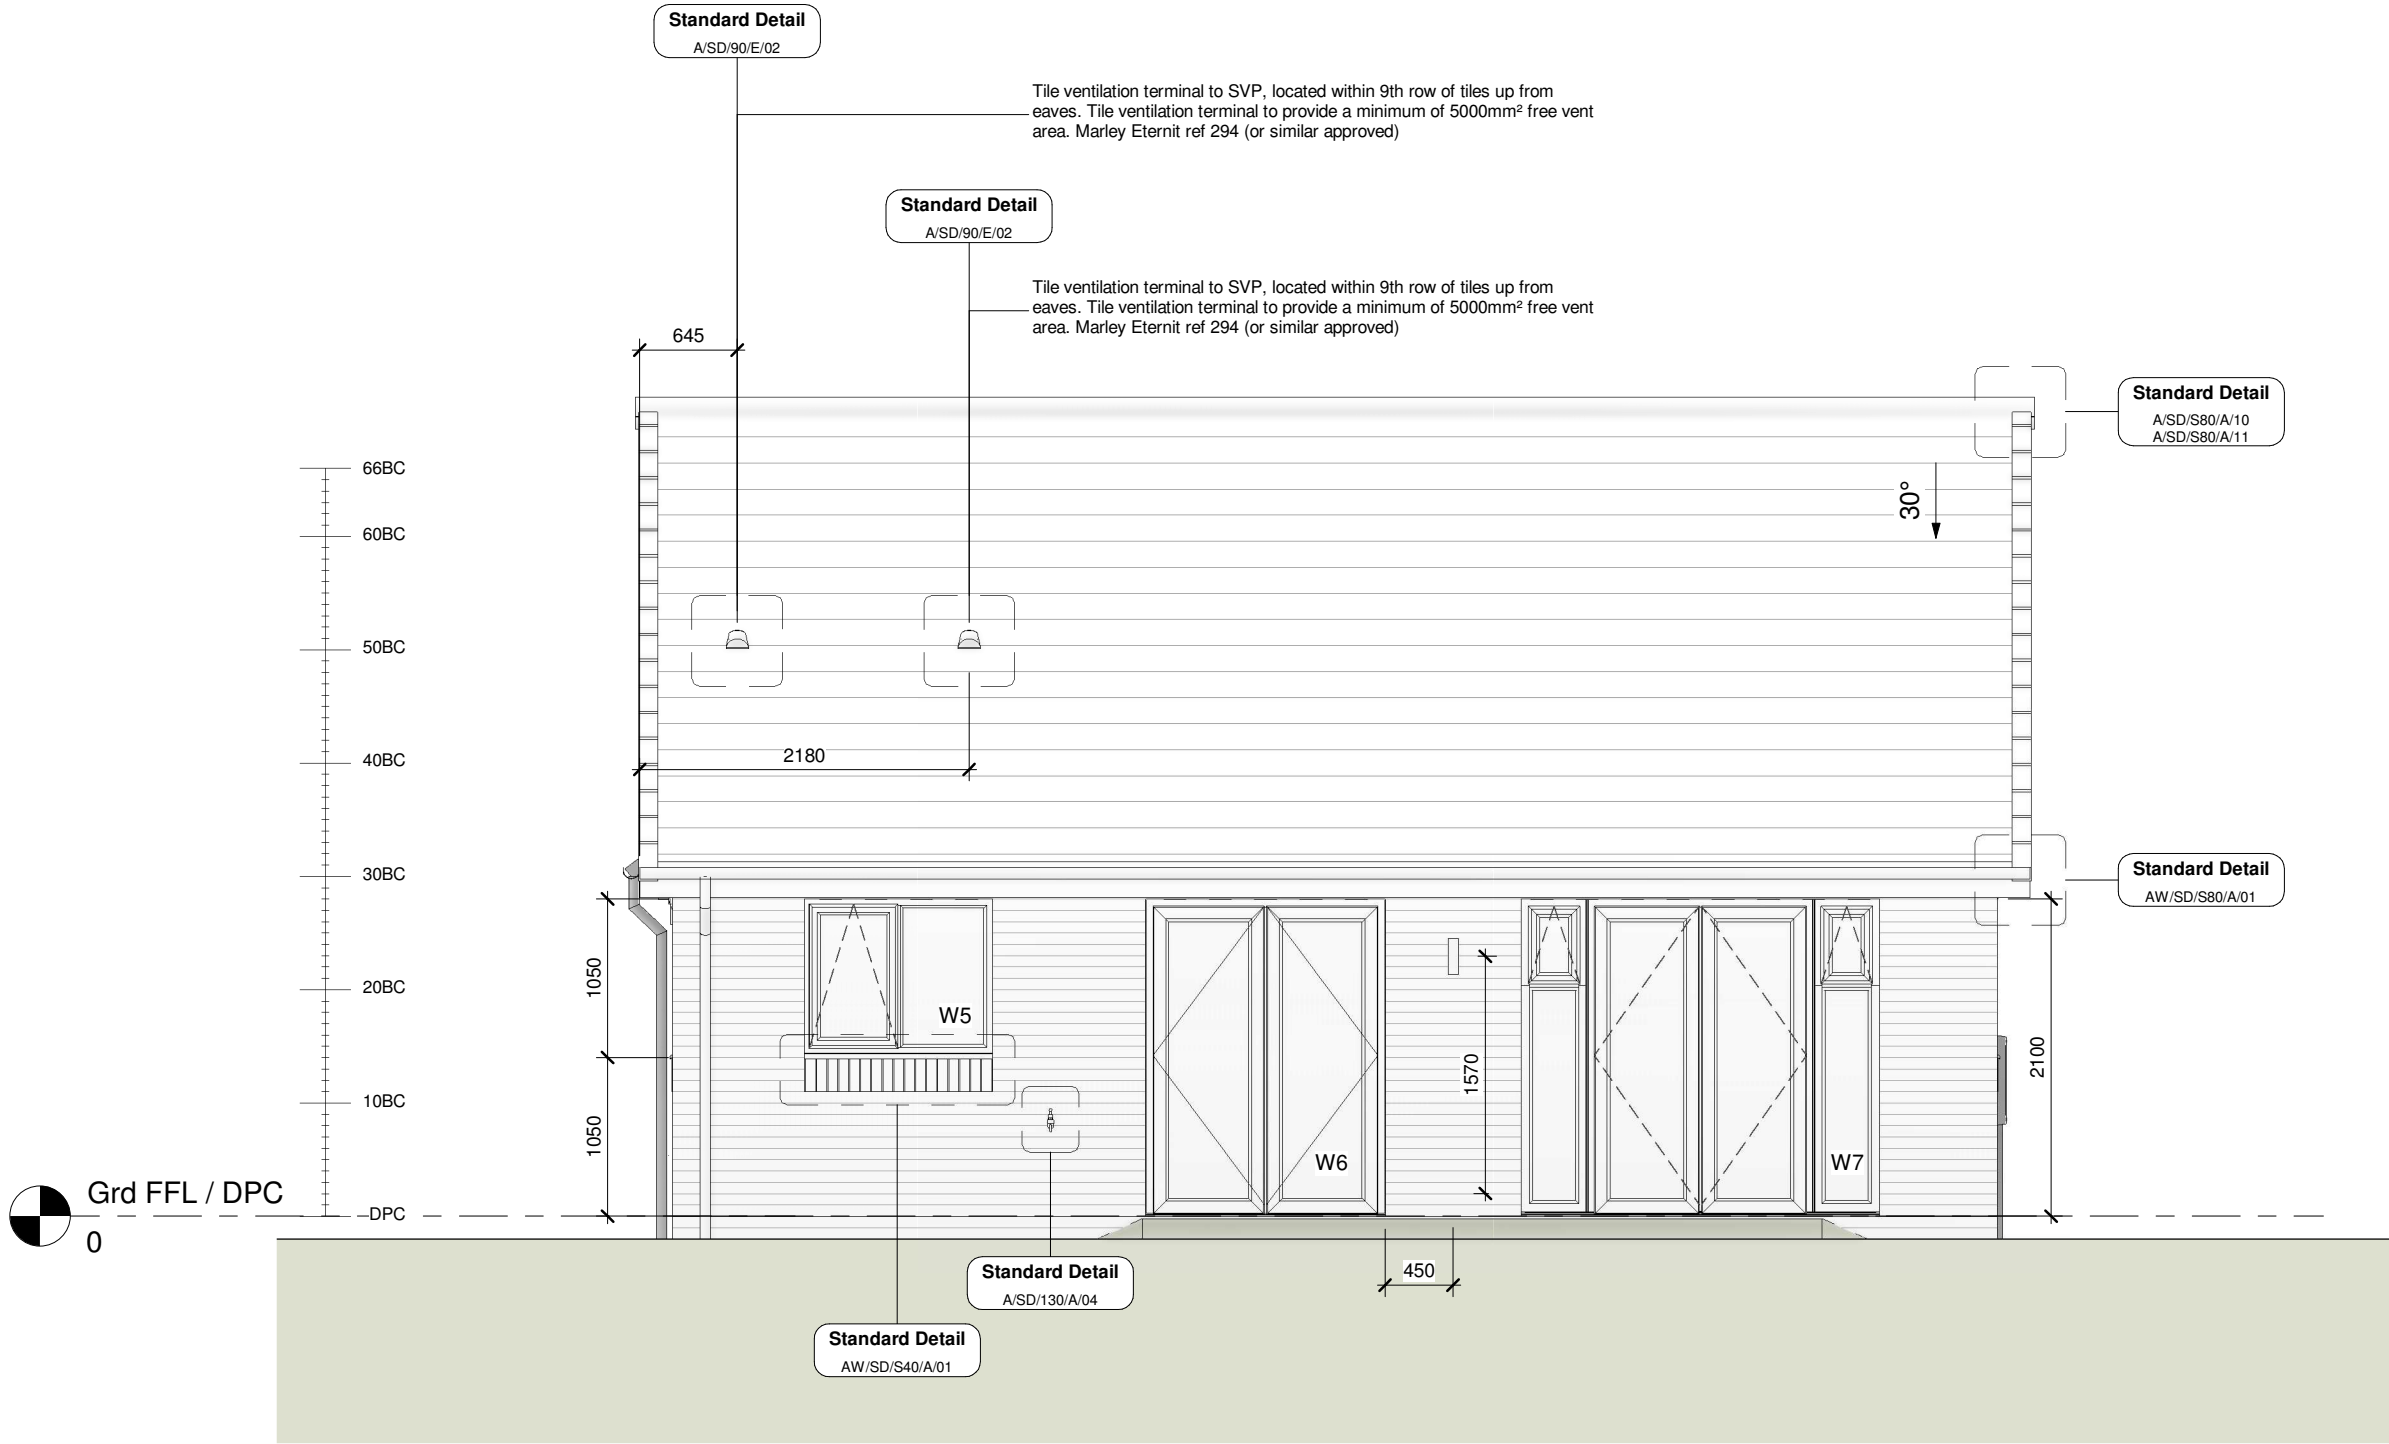 Standard Detail
A/SD/90/E/02
Tile ventilation terminal to SVP, located within 9th row of tiles up from
eaves. Tile ventilation terminal to provide a minimum of 5000mm² free vent
area. Marley Eternit ref 294 (or similar approved)
Standard Detail
A/SD/90/E/02
Tile ventilation terminal to SVP, located within 9th row of tiles up from
eaves. Tile ventilation terminal to provide a minimum of 5000mm² free vent
area. Marley Eternit ref 294 (or similar approved)
645
Standard Detail
A/SD/S80/A/10
A/SD/S80/A/11
66BC
30°
60BC
50BC
2180
40BC
30BC
Standard Detail
AW/SD/S80/A/01
1050
20BC
W5
1570
2100
10BC
1050
W6
W7
Grd FFL / DPC
DPC
0
450
Standard Detail
A/SD/130/A/04
Standard Detail
AW/SD/S40/A/01